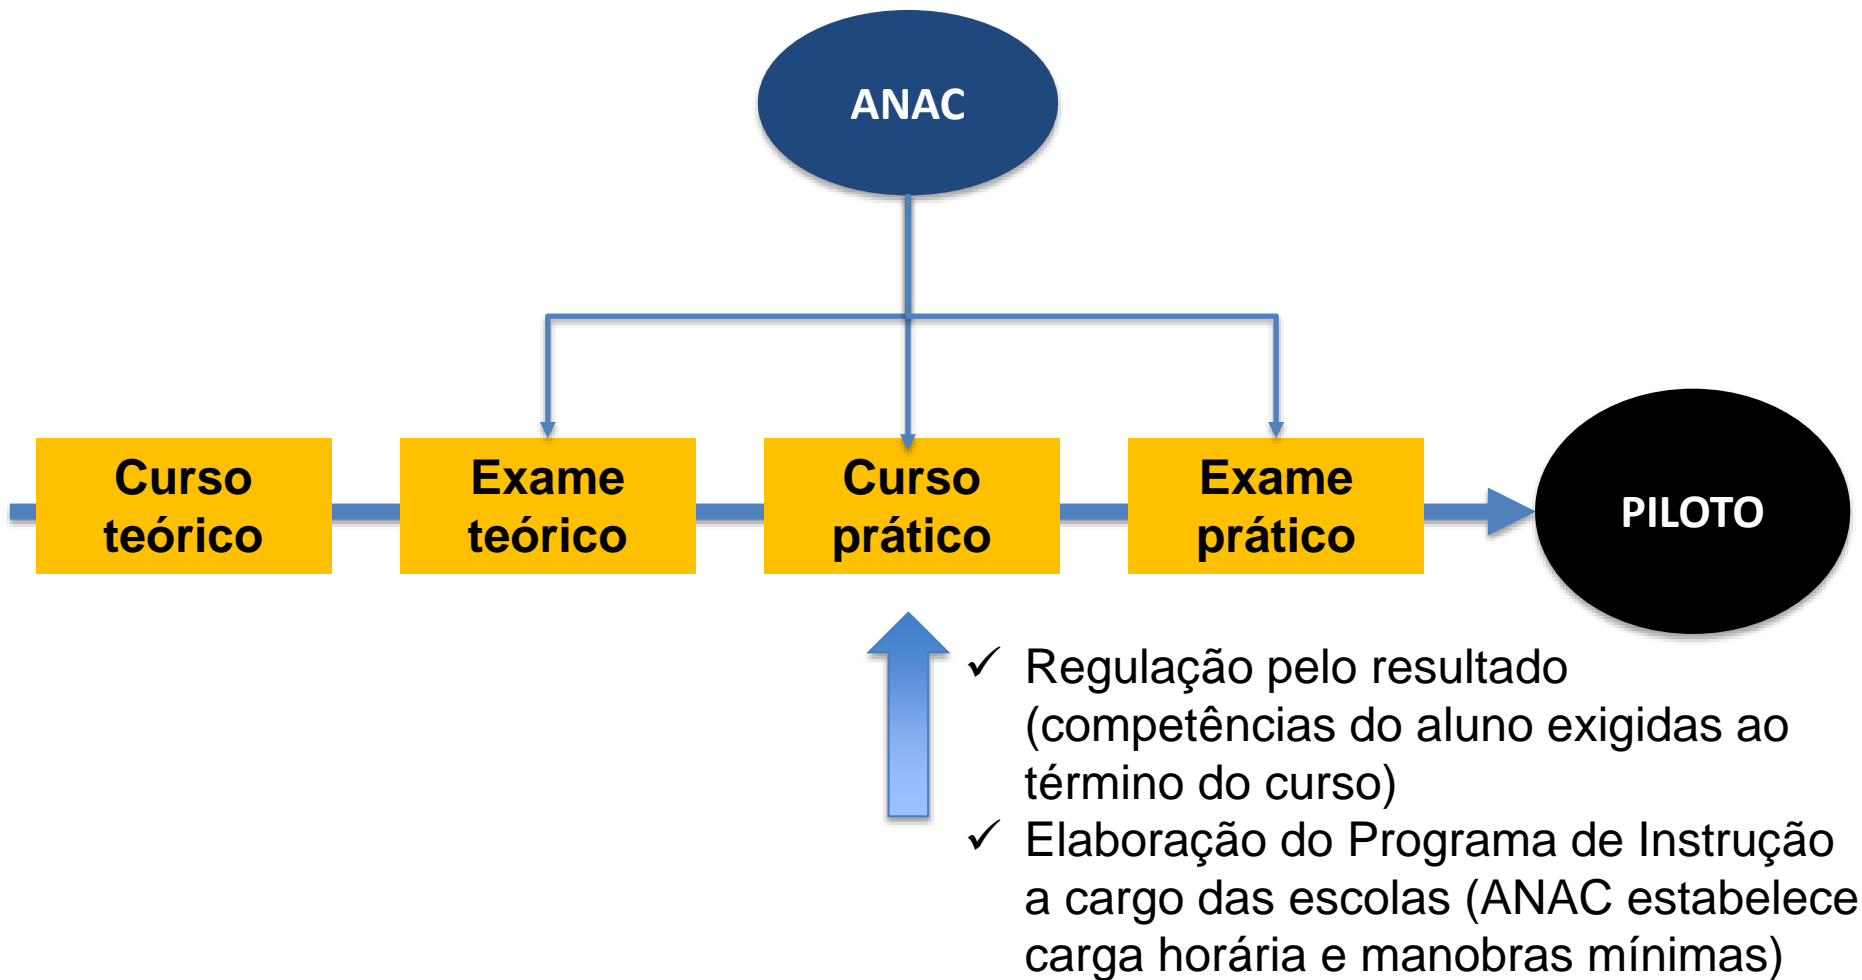 ANAC
Curso
teórico
Exame
teórico
Curso
prático
Exame
prático
PILOTO
✓ Regulação pelo resultado
(competências do aluno exigidas ao
término do curso)
✓ Elaboração do Programa de Instrução
a cargo das escolas (ANAC estabelece
carga horária e manobras mínimas)